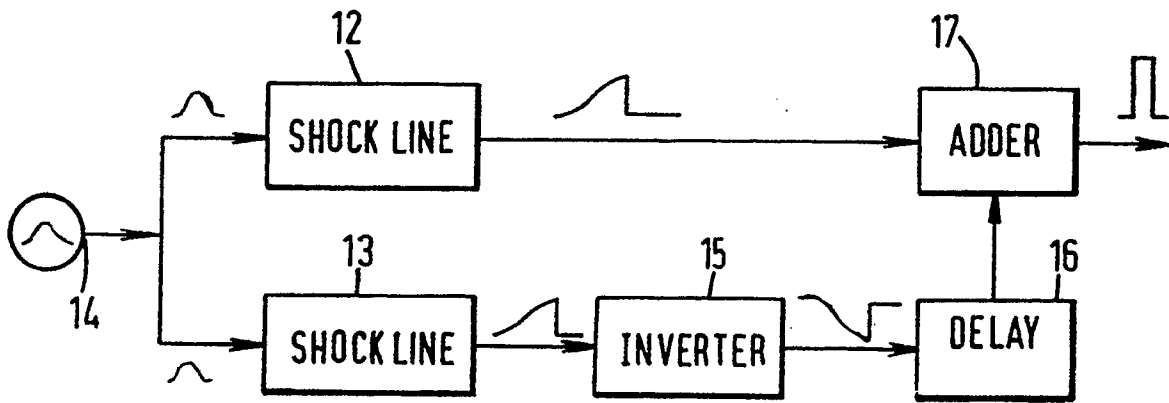 12
SHOCK LINE
17
ADDER
14
13
SHOCK LINE
15
INVERTER
16
DELAY